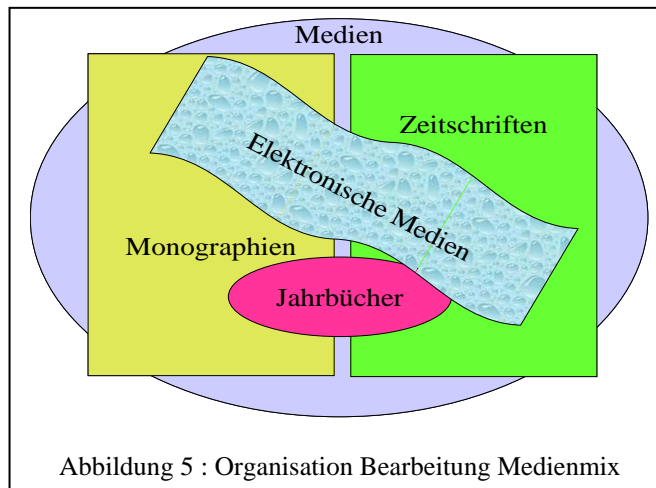 Medien
Zeitschriften
Elektronische Medien
Monographien
Jahrbücher
Abbildung 5 : Organisation Bearbeitung Medienmix